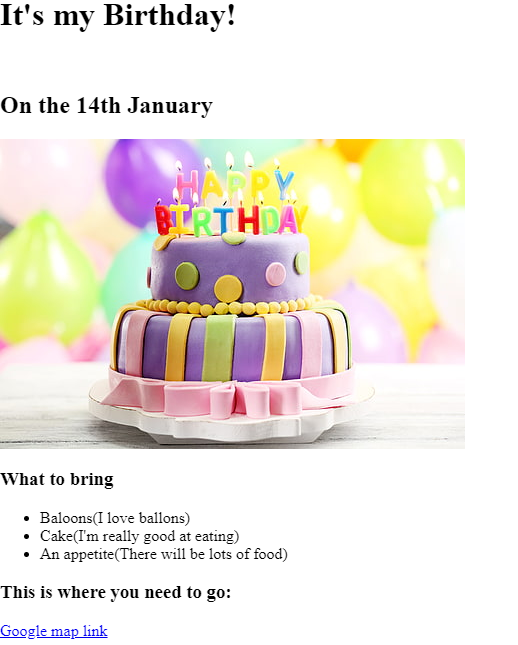 It's my Birthday!
On the 14th January
HAPPY
BIRTHDAY
What to bring
Baloons(I love ballons)
Cake(I'm really good at eating)
An appetite(There will be lots of food)
This is where you need to go:
Google map link